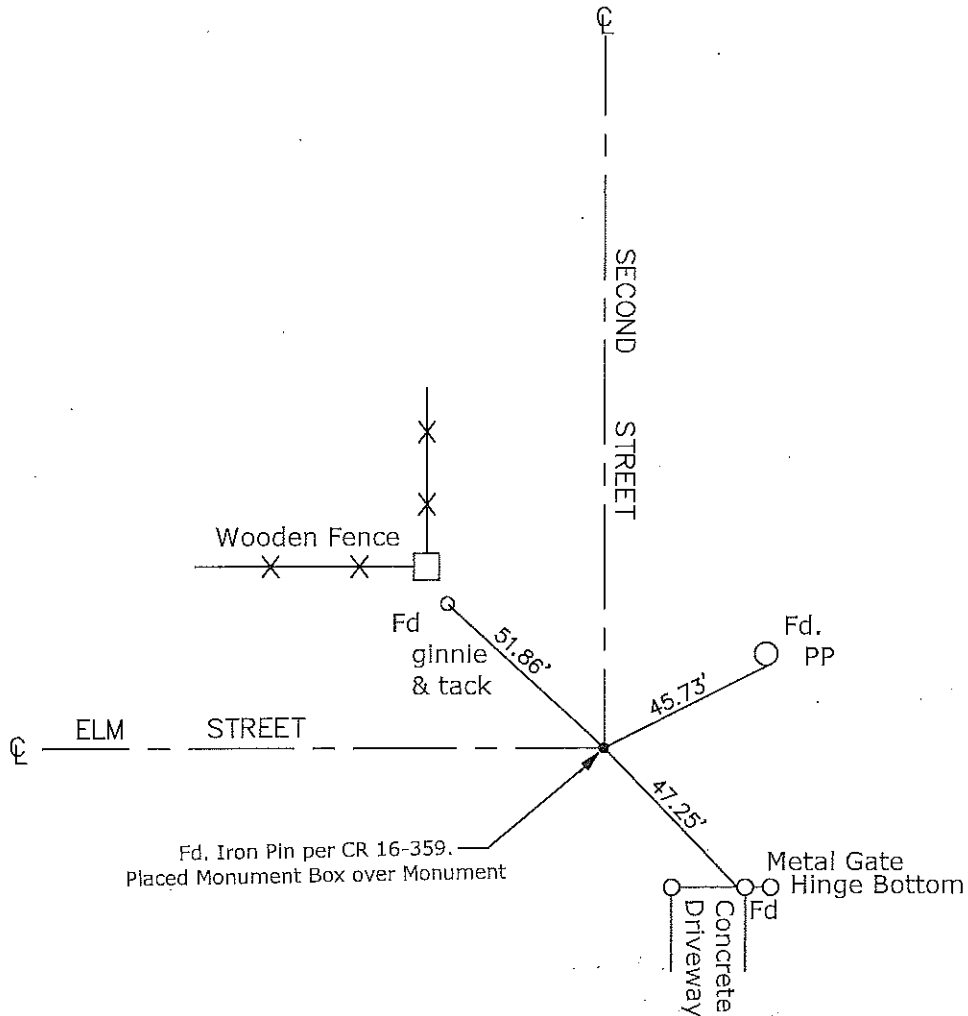 ℄
SECOND STREET
Wooden Fence
Fd
ginnie
& tack
51.86'
Fd.
PP
45.73'
℄ ELM STREET
47.25'
Fd. Iron Pin per CR 16-359.
Placed Monument Box over Monument
Metal Gate
Hinge Bottom
Fd
Concrete
Driveway